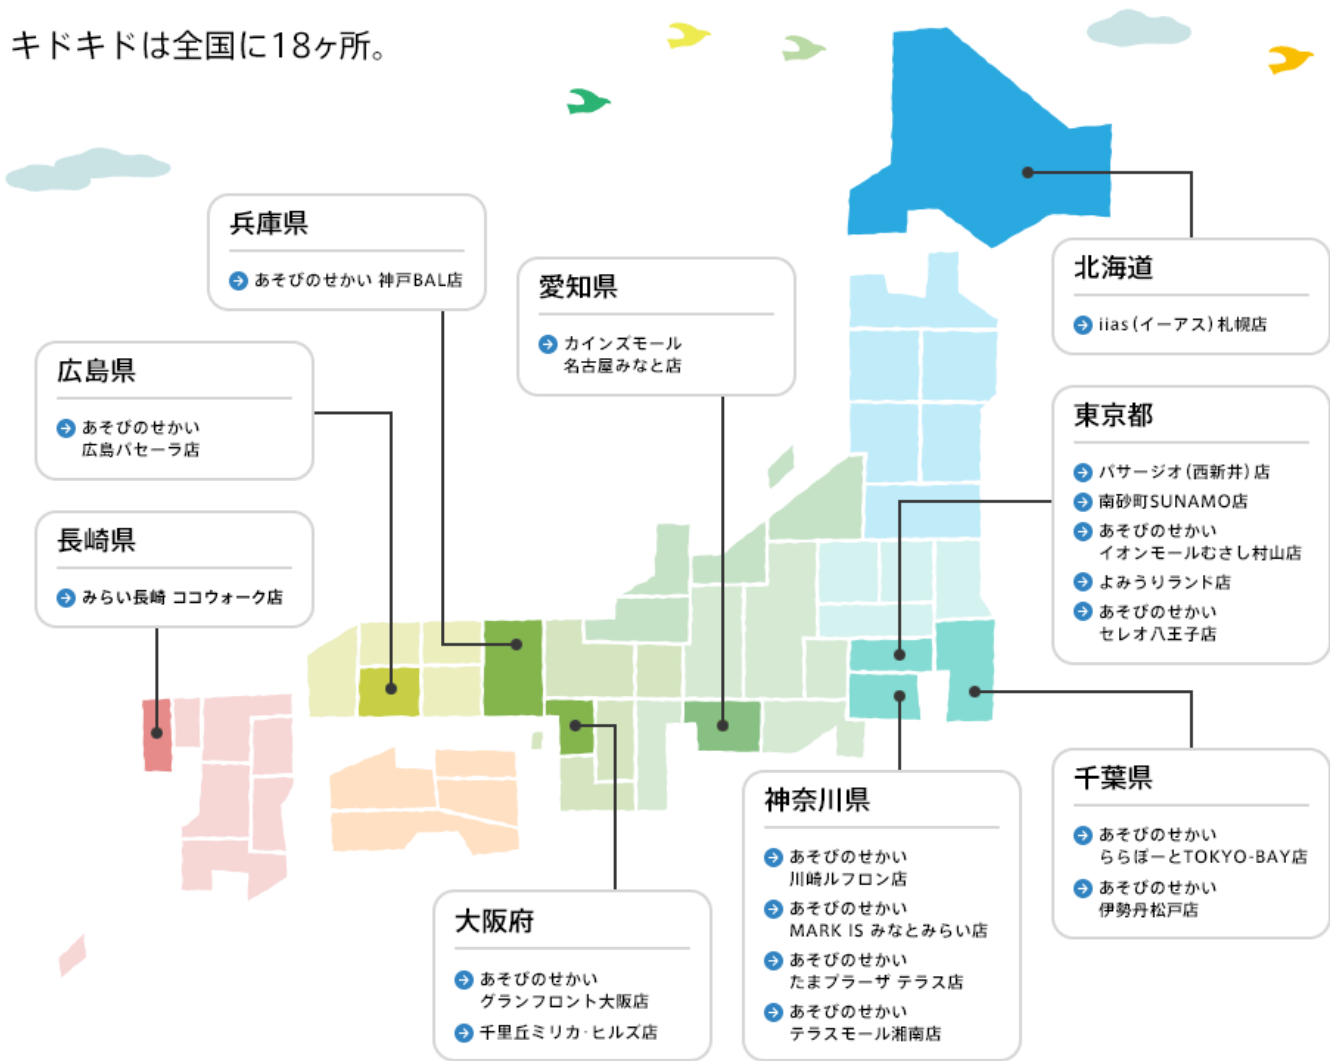 キドキドは全国に18ヶ所。
兵庫県
あそびのせかい 神戸BAL店
愛知県
カインズモール
名古屋みなと店
北海道
iias(イーアス)札幌店
広島県
あそびのせかい
広島パセーラ店
東京都
パサージオ(西新井)店
南砂町SUNAMO店
あそびのせかい
イオンモールむさし村山店
よみうりランド店
あそびのせかい
セレオ八王子店
長崎県
みらい長崎 ココウォーク店
千葉県
あそびのせかい
ららぽーとTOKYO-BAY店
あそびのせかい
伊勢丹松戸店
神奈川県
あそびのせかい
川崎ルフロン店
あそびのせかい
MARK IS みなとみらい店
あそびのせかい
たまプラーザ テラス店
あそびのせかい
テラスモール湘南店
大阪府
あそびのせかい
グランフロント大阪店
千里丘ミリカ・ヒルズ店